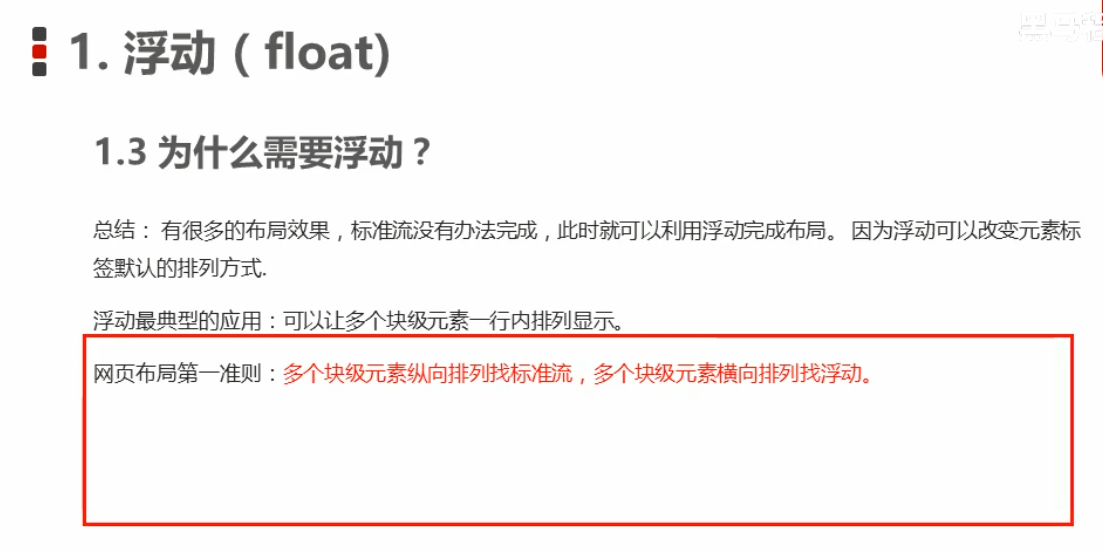 1. 浮动（float)
1.3 为什么需要浮动？
总结： 有很多的布局效果，标准流没有办法完成，此时就可以利用浮动完成布局。 因为浮动可以改变元素标
签默认的排列方式.
浮动最典型的应用：可以让多个块级元素一行内排列显示。
网页布局第一准则：多个块级元素纵向排列找标准流，多个块级元素横向排列找浮动。